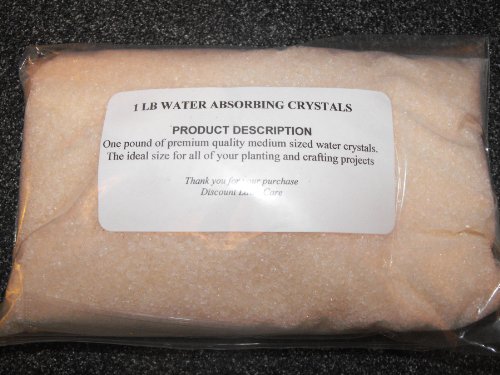 1 LB WATER ABSORBING CRYSTALS
PRODUCT DESCRIPTION
One pound of premium quality medium sized water crystals.
The ideal size for all of your planting and crafting projects
Thank you for your purchase
Discount Care